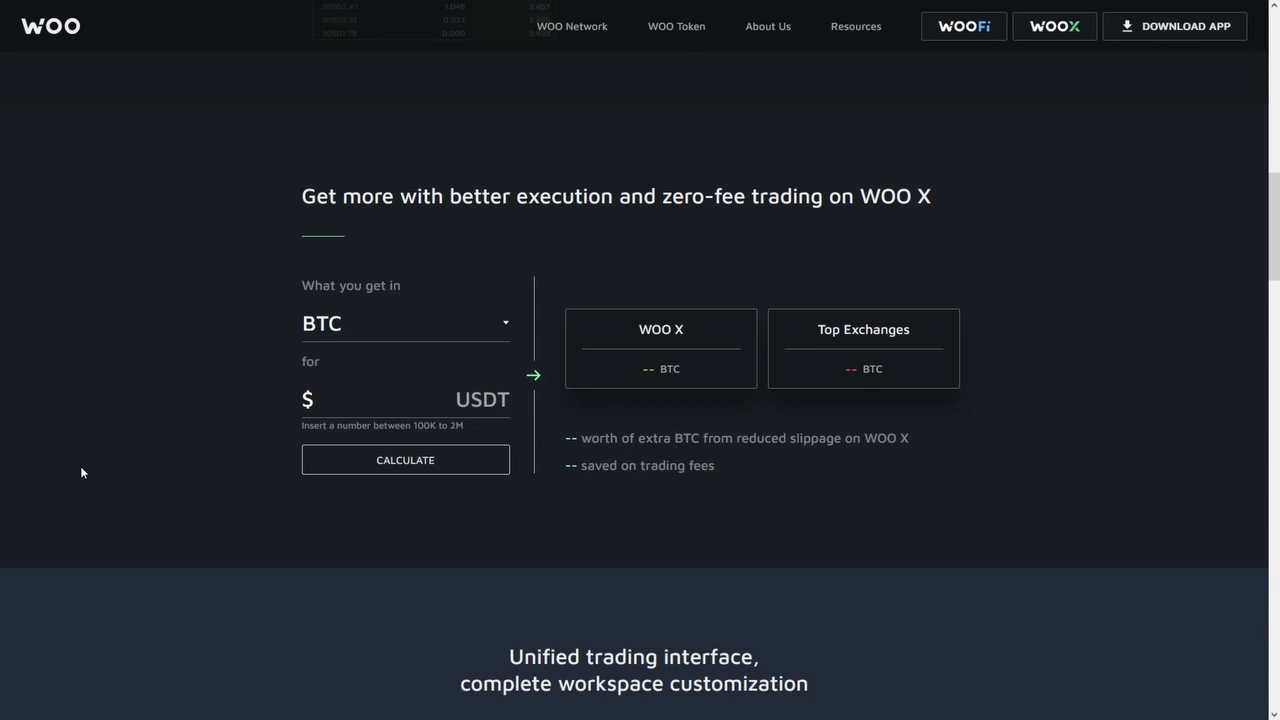 WOO
WOO Network
WOO Token
About Us
Resources
WOOFi
WOOX
DOWNLOAD APP
Get more with better execution and zero-fee trading on WOO X
What you get in
BTC
for
$ USDT
Insert a number between 100K to 2M
CALCULATE
WOO X
-- BTC
Top Exchanges
-- BTC
-- worth of extra BTC from reduced slippage on WOO X
-- saved on trading fees
Unified trading interface,
complete workspace customization